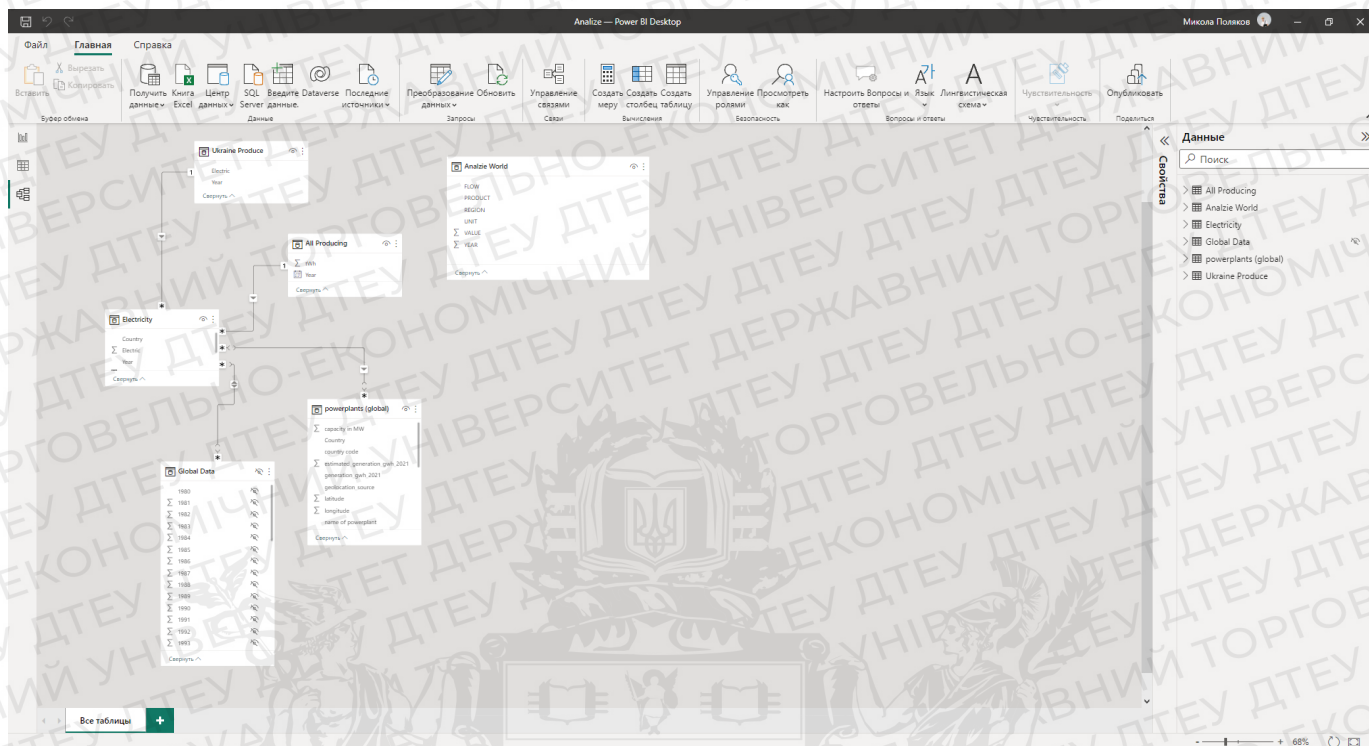 Analize — Power BI Desktop
Микола Поляков
Файл
Главная
Справка
Вставить
Вырезать
Копировать
Буфер обмена
Получить данные
Книга Excel
Центр данных
SQL Server
Введите данные.
Dataverse
Последние источники
Данные
Преобразование данных
Обновить
Запросы
Управление связями
Связи
Создать меру
Создать столбец
Создать таблицу
Вычисления
Управление ролями
Просмотреть как
Безопасность
Настроить Вопросы и ответы
Язык
Лингвистическая схема
Вопросы и ответы
Чувствительность
Чувствительность
Опубликовать
Поделиться
Ukraine Produce
Electric
Year
Свернуть
1
Analzie World
FLOW
PRODUCT
REGION
UNIT
VALUE
YEAR
Свернуть
All Producing
Year
Свернуть
1
Electricity
Country
Electric
Year
Свернуть
powerplants (global)
capacity in MW
Country
country code
estimated_generation_gwh_2021
generation_gwh_2021
geolocation_source
latitude
longitude
name of powerplant
Свернуть
Global Data
1980
1981
1982
1983
1984
1985
1986
1987
1988
1989
1990
1991
1992
1993
Свернуть
Свойства
Данные
Поиск
All Producing
Analzie World
Electricity
Global Data
powerplants (global)
Ukraine Produce
Все таблицы
68%